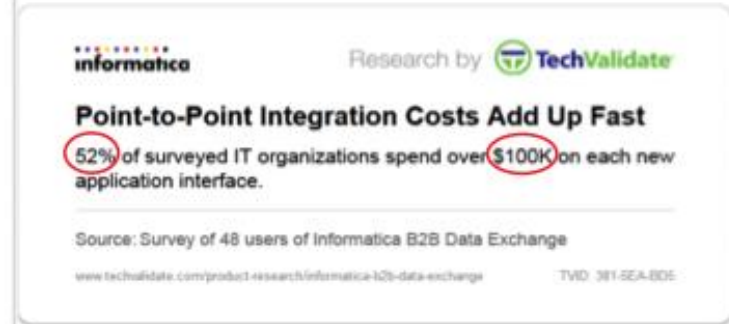 informatica
Research by TechValidate
Point-to-Point Integration Costs Add Up Fast
52% of surveyed IT organizations spend over $100K on each new
application interface.
Source: Survey of 48 users of Informatica B2B Data Exchange
www.techvalidate.com/product-research/informatica-b2b-data-exchange
TVID: 381-5EA-BD5